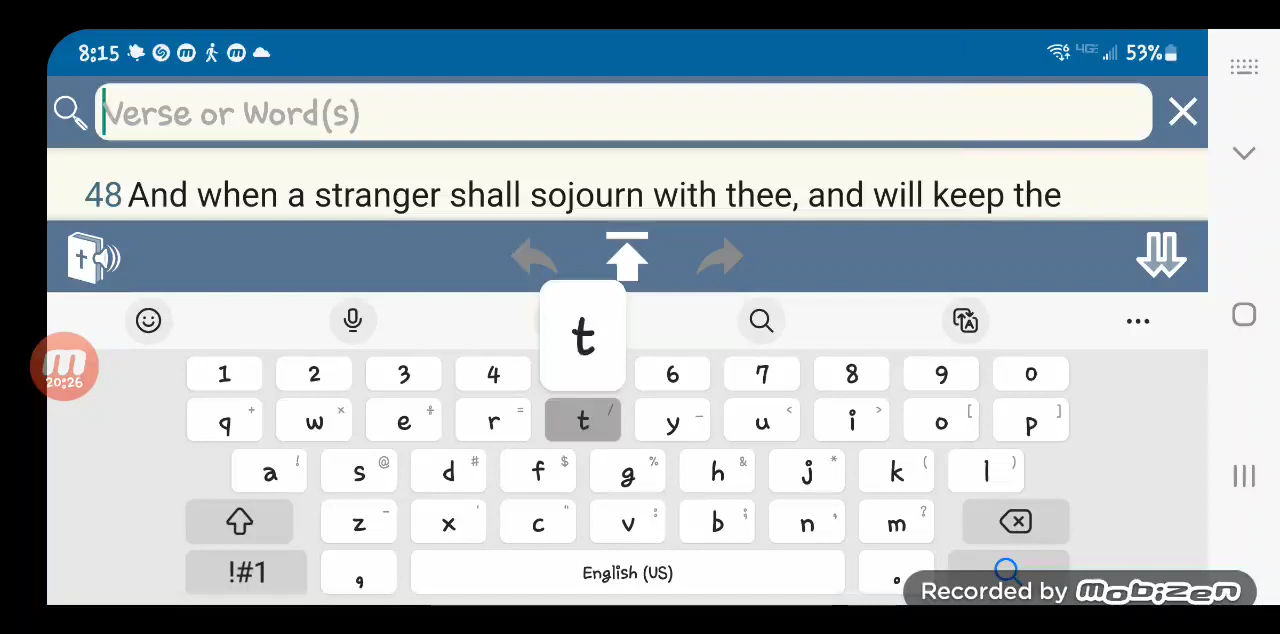 8:15 4GE 53%
Verse or Word(s)
48 And when a stranger shall sojourn with thee, and will keep the
t
1 2 3 4 6 7 8 9 0
q + w × e ÷ r = t / y _ u < i > o [ p ]
a ! s @ d # f $ g % h & j * k ( l )
z - x ' c " v : b ; n , m ?
!#1 , English (US) .
m
20:26
Recorded by mobizen